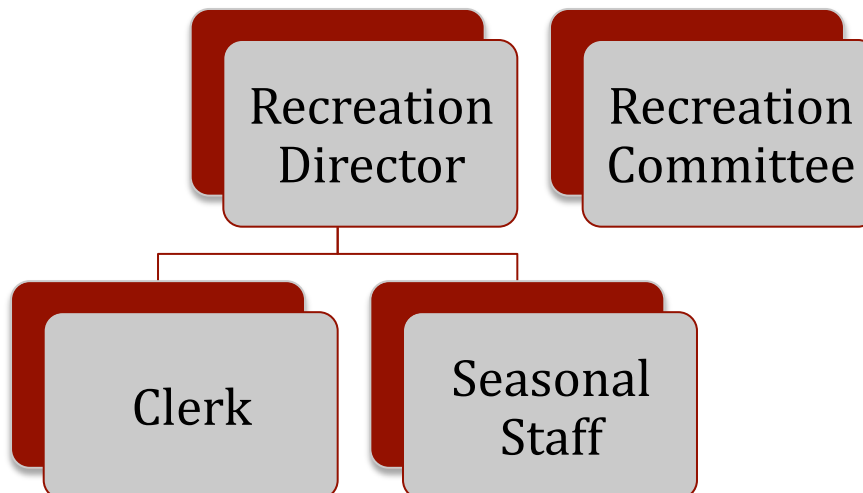 Recreation
Director
Recreation
Committee
Clerk
Seasonal
Staff